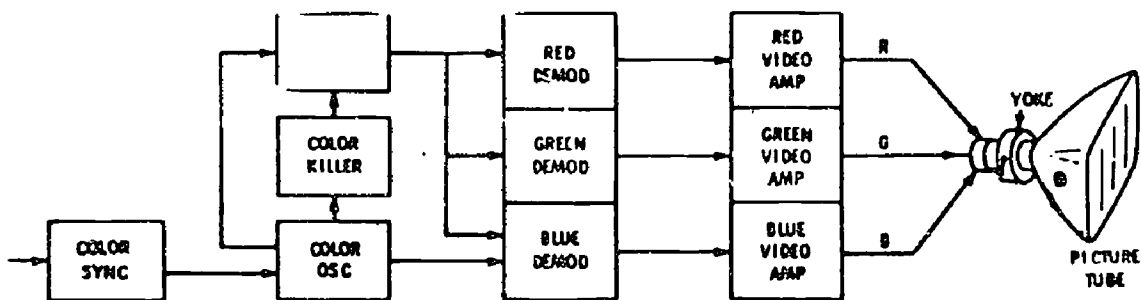 RED
DEMOD
RED
VIDEO
AMP
R
YOKE
COLOR
KILLER
GREEN
DEMOD
GREEN
VIDEO
AMP
G
COLOR
SYNC
COLOR
OSC
BLUE
DEMOD
BLUE
VIDEO
AMP
B
PICTURE
TUBE